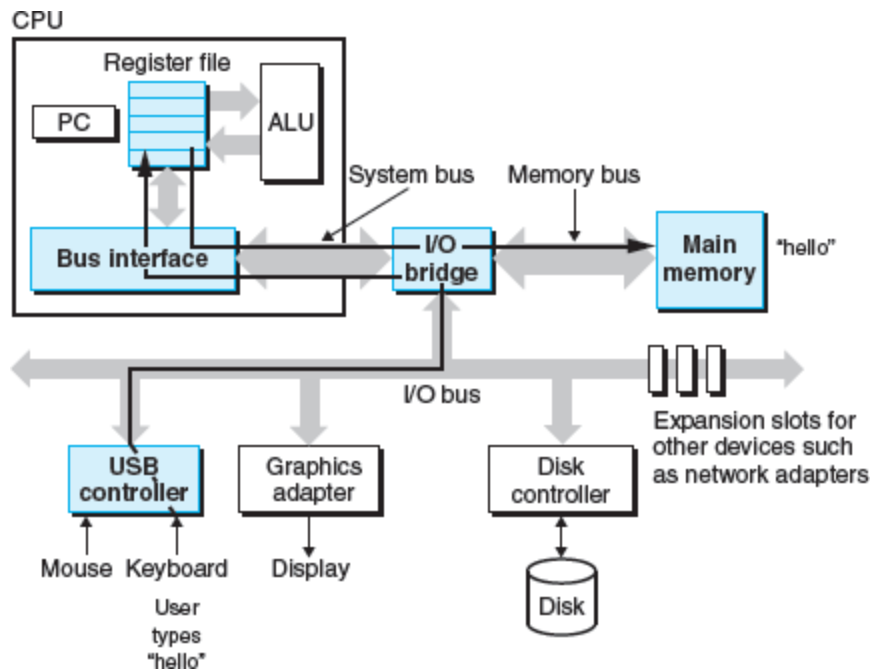 CPU
Register file
PC
ALU
System bus
Memory bus
Bus interface
I/O
bridge
Main
memory
"hello"
I/O bus
Expansion slots for
other devices such
as network adapters
USB
controller
Graphics
adapter
Disk
controller
Mouse
Keyboard
Display
Disk
User
types
"hello"